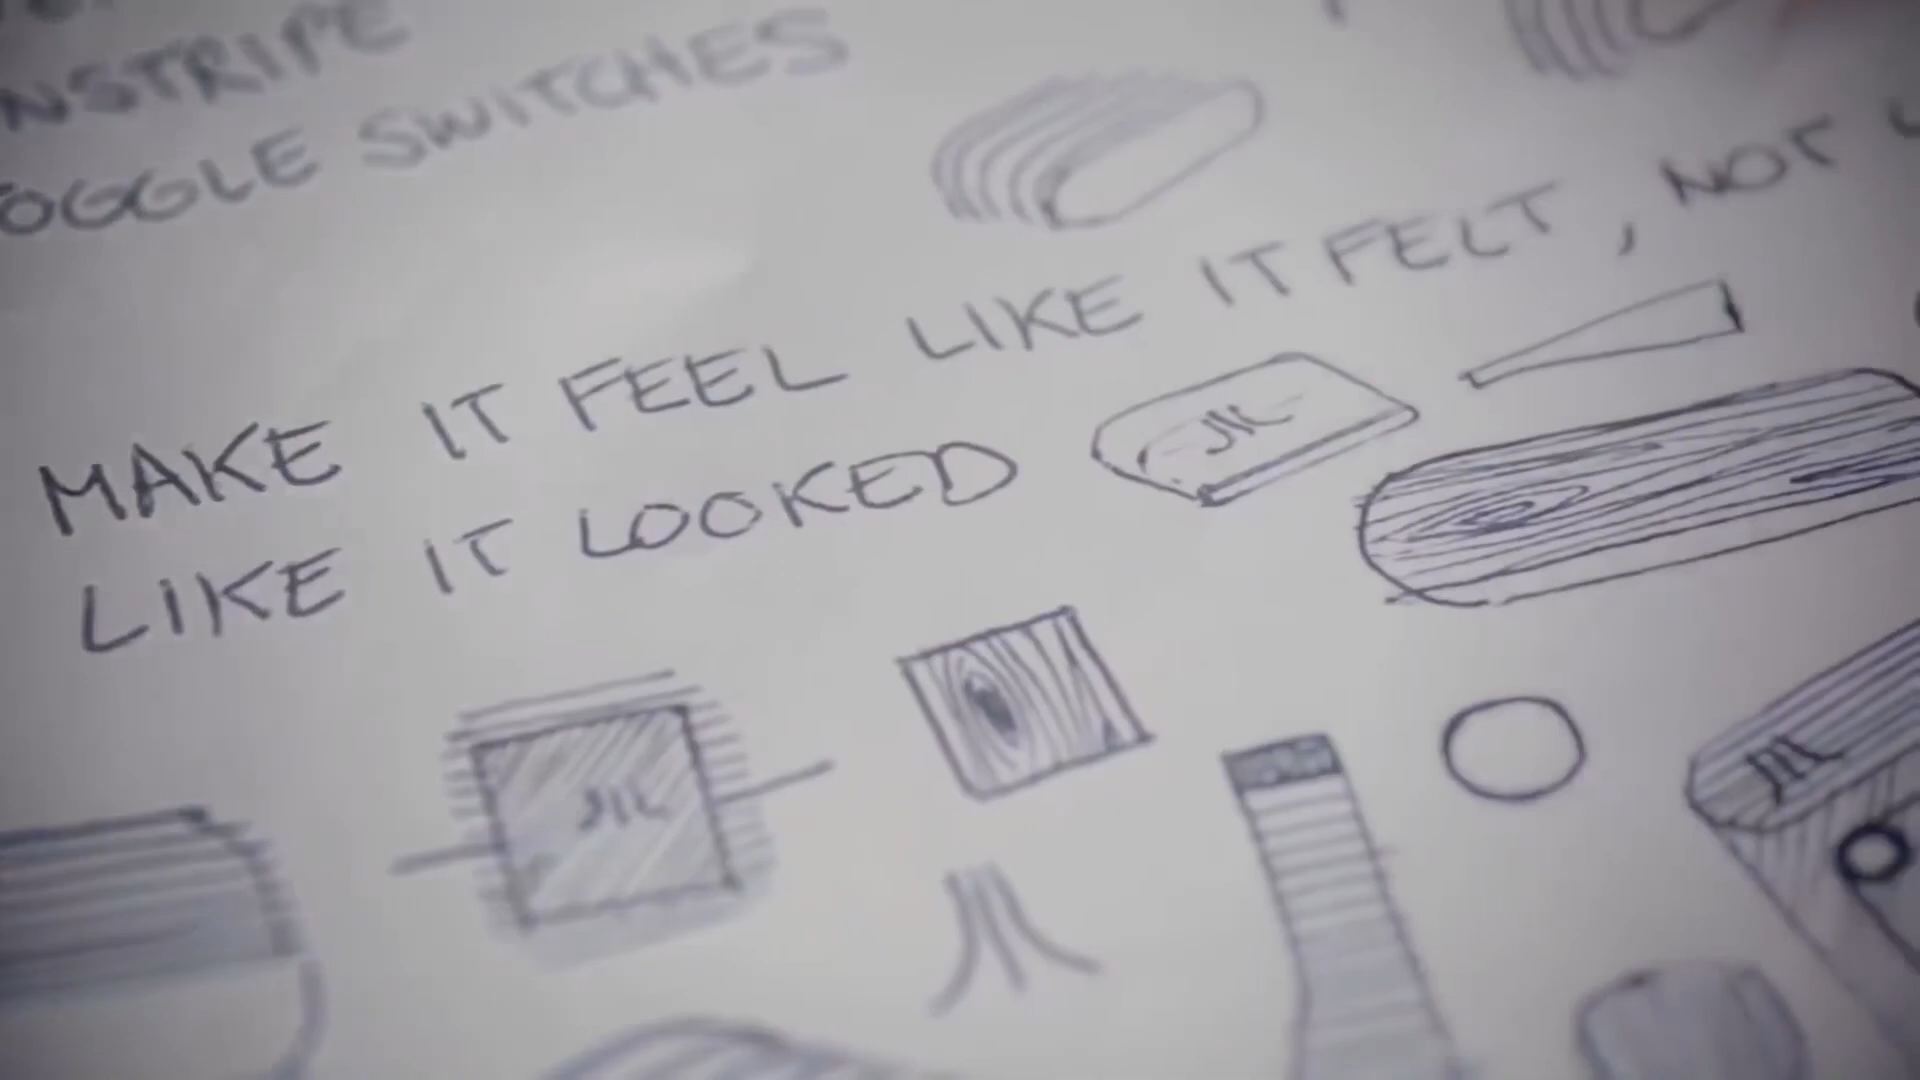 NSTRIPE
OGGLE SWITCHES
MAKE IT FEEL LIKE IT FELT, NOT
LIKE IT LOOKED